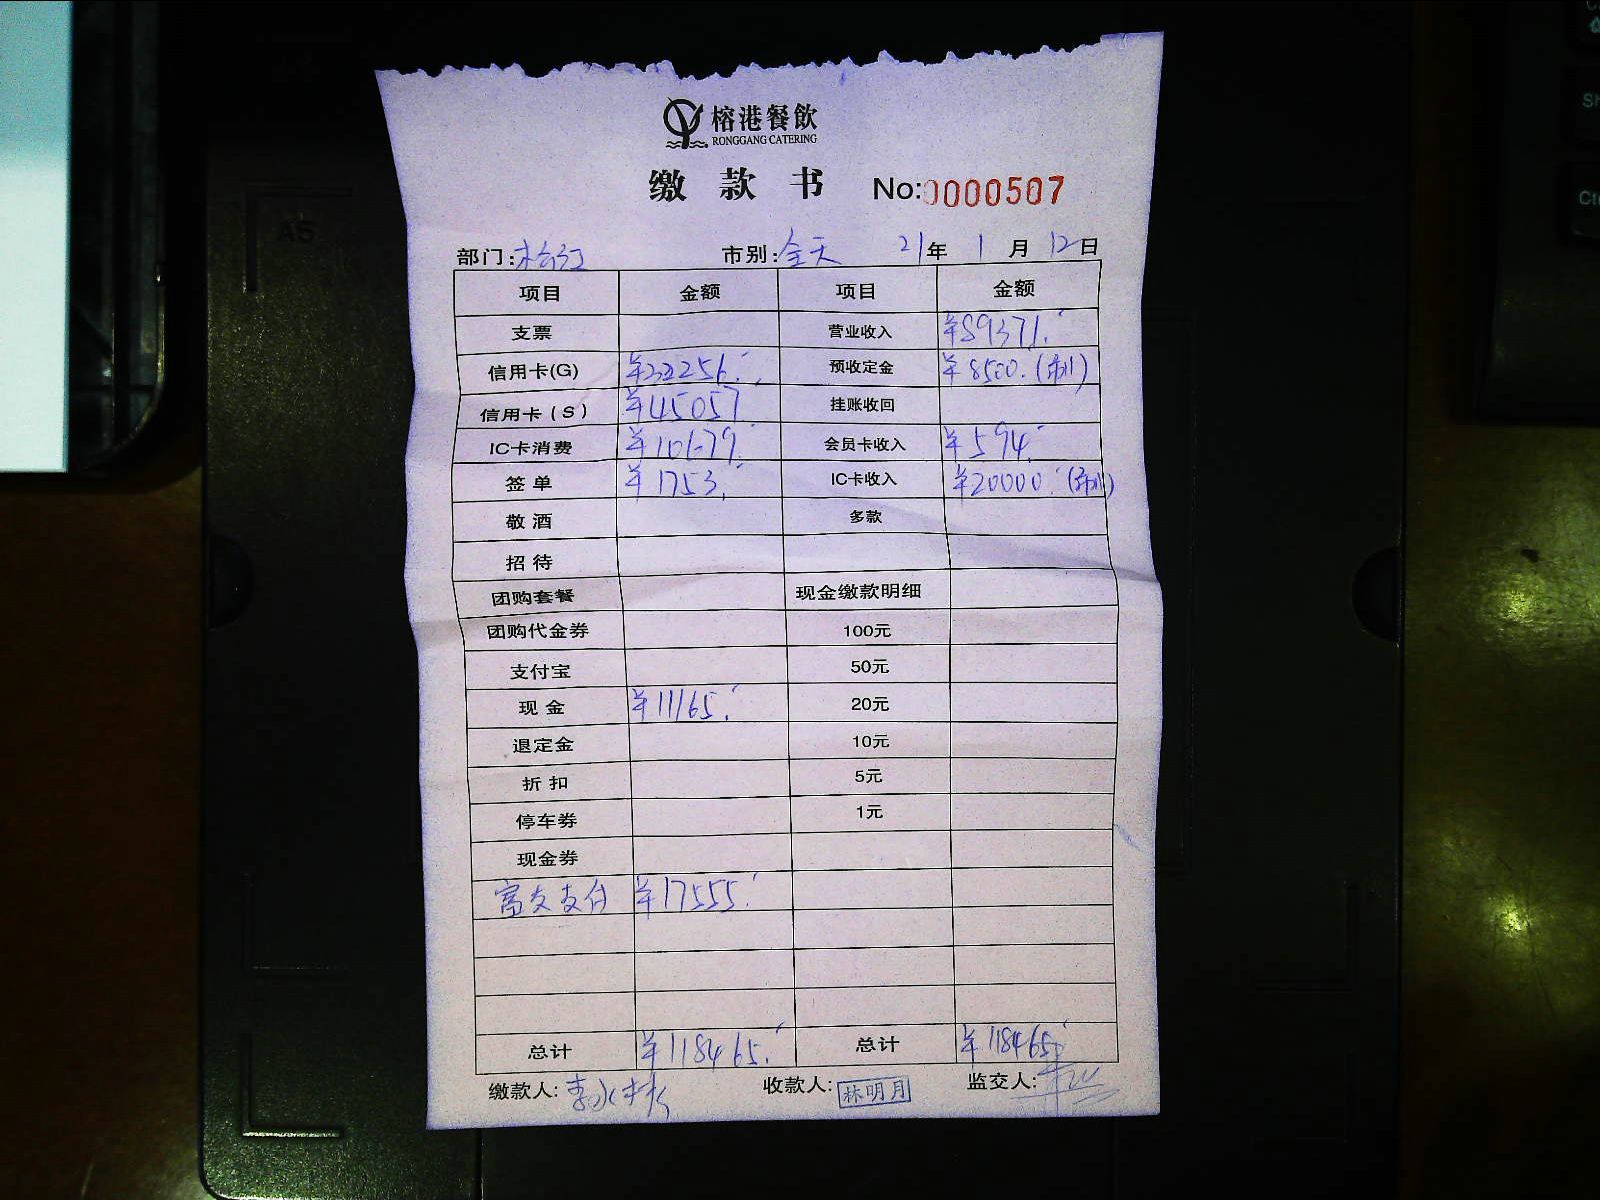 榕港餐飲
RONGGANG CATERING
缴 款 书 No:0000507
部门: 市别:全天 21年 1月 12日
项目 金额 项目 金额
支票 营业收入 ¥89371.
信用卡(G) ¥32256. 预收定金 ¥8500.
信用卡(S) ¥45057 挂账收回
IC卡消费 ¥10679. 会员卡收入 ¥594.
签单 ¥1753. IC卡收入 ¥20000.
敬酒 多款
招待
团购套餐 现金缴款明细
团购代金券 100元
支付宝 50元
现金 ¥11165. 20元
退定金 10元
折扣 5元
停车券 1元
现金券
富友支付 ¥17555.
总计 ¥118465. 总计 ¥118465.
缴款人: 收款人:林明月 监交人:
A5